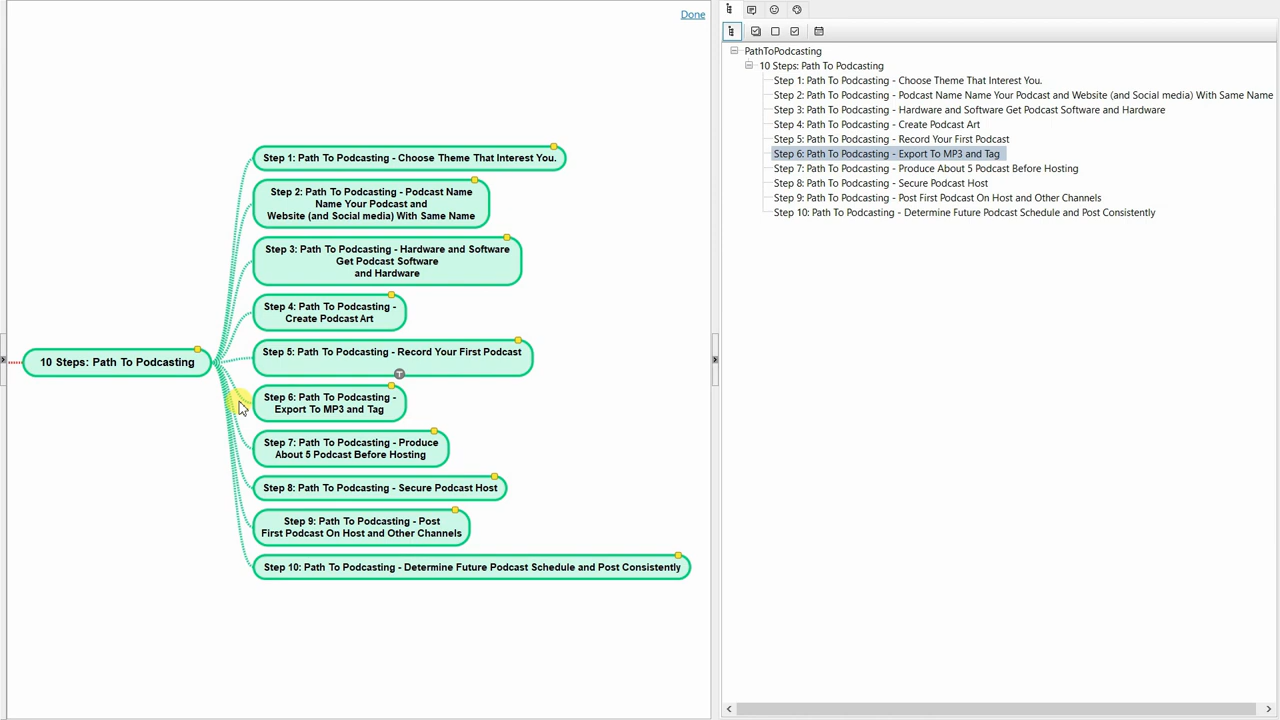 Done
Step 1: Path To Podcasting - Choose Theme That Interest You.
Step 2: Path To Podcasting - Podcast Name
Name Your Podcast and
Website (and Social media) With Same Name
Step 3: Path To Podcasting - Hardware and Software
Get Podcast Software
and Hardware
Step 4: Path To Podcasting -
Create Podcast Art
Step 5: Path To Podcasting - Record Your First Podcast
T
10 Steps: Path To Podcasting
Step 6: Path To Podcasting -
Export To MP3 and Tag
Step 7: Path To Podcasting - Produce
About 5 Podcast Before Hosting
Step 8: Path To Podcasting - Secure Podcast Host
Step 9: Path To Podcasting - Post
First Podcast On Host and Other Channels
Step 10: Path To Podcasting - Determine Future Podcast Schedule and Post Consistently
PathToPodcasting
10 Steps: Path To Podcasting
Step 1: Path To Podcasting - Choose Theme That Interest You.
Step 2: Path To Podcasting - Podcast Name Name Your Podcast and Website (and Social media) With Same Name
Step 3: Path To Podcasting - Hardware and Software Get Podcast Software and Hardware
Step 4: Path To Podcasting - Create Podcast Art
Step 5: Path To Podcasting - Record Your First Podcast
Step 6: Path To Podcasting - Export To MP3 and Tag
Step 7: Path To Podcasting - Produce About 5 Podcast Before Hosting
Step 8: Path To Podcasting - Secure Podcast Host
Step 9: Path To Podcasting - Post First Podcast On Host and Other Channels
Step 10: Path To Podcasting - Determine Future Podcast Schedule and Post Consistently